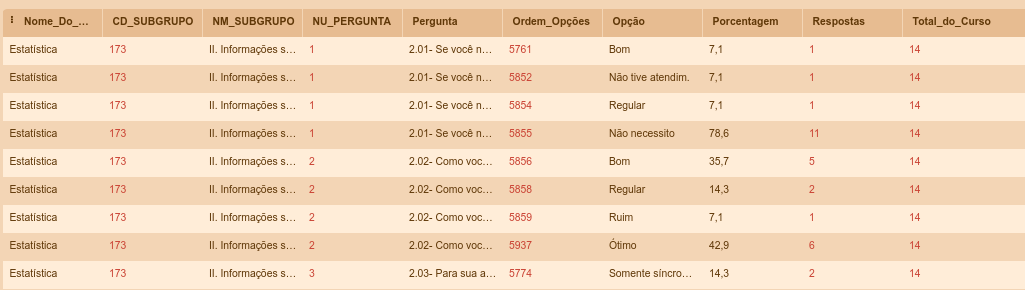 Nome_Do_... CD_SUBGRUPO NM_SUBGRUPO NU_PERGUNTA Pergunta Ordem_Opções Opção Porcentagem Respostas Total_do_Curso
Estatística 173 II. Informações s... 1 2.01- Se você n... 5761 Bom 7,1 1 14
Estatística 173 II. Informações s... 1 2.01- Se você n... 5852 Não tive atendim. 7,1 1 14
Estatística 173 II. Informações s... 1 2.01- Se você n... 5854 Regular 7,1 1 14
Estatística 173 II. Informações s... 1 2.01- Se você n... 5855 Não necessito 78,6 11 14
Estatística 173 II. Informações s... 2 2.02- Como voc... 5856 Bom 35,7 5 14
Estatística 173 II. Informações s... 2 2.02- Como voc... 5858 Regular 14,3 2 14
Estatística 173 II. Informações s... 2 2.02- Como voc... 5859 Ruim 7,1 1 14
Estatística 173 II. Informações s... 2 2.02- Como voc... 5937 Ótimo 42,9 6 14
Estatística 173 II. Informações s... 3 2.03- Para sua a... 5774 Somente síncro... 14,3 2 14